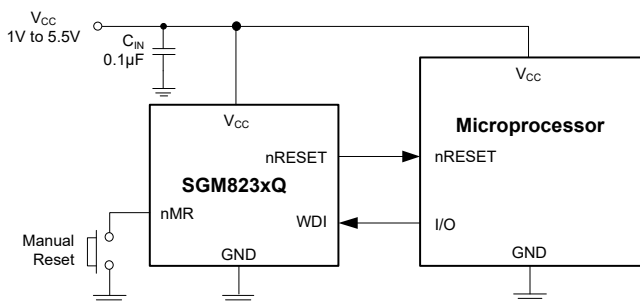 VCC
1V to 5.5V
CIN
0.1µF
VCC
nRESET
SGM823xQ
nMR
WDI
GND
Manual
Reset
VCC
Microprocessor
nRESET
I/O
GND